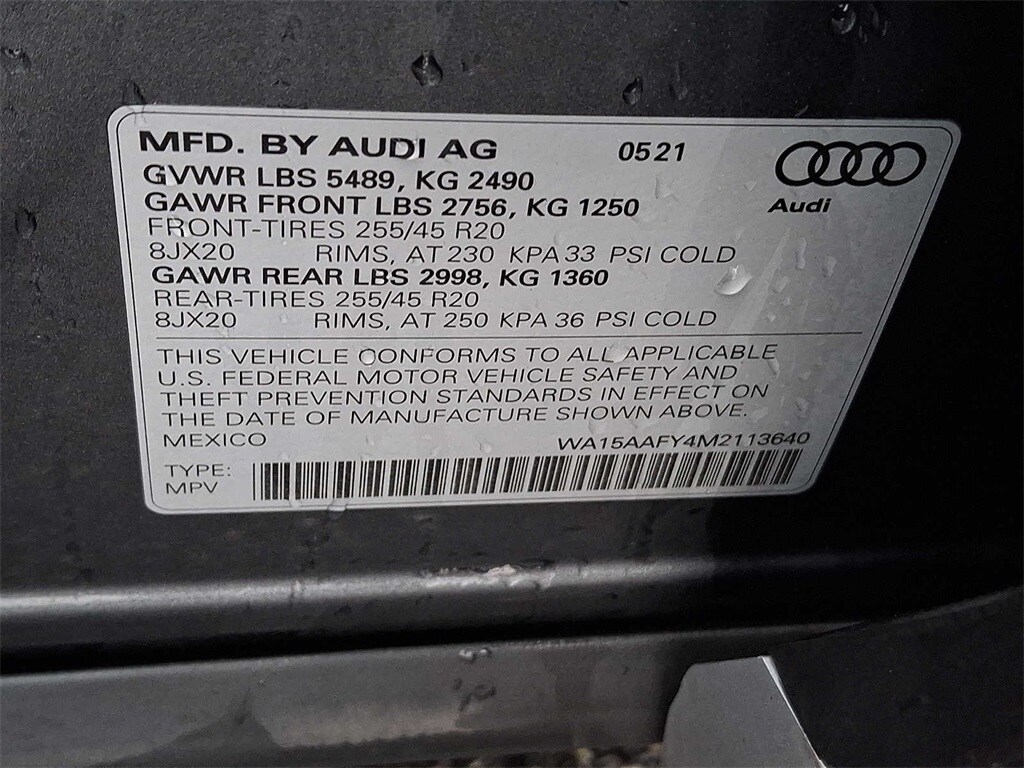 MFD. BY AUDI AG 0521
GVWR LBS 5489, KG 2490
GAWR FRONT LBS 2756, KG 1250
Audi
FRONT-TIRES 255/45 R20
8JX20 RIMS, AT 230 KPA 33 PSI COLD
GAWR REAR LBS 2998, KG 1360
REAR-TIRES 255/45 R20
8JX20 RIMS, AT 250 KPA 36 PSI COLD
THIS VEHICLE CONFORMS TO ALL APPLICABLE
U.S. FEDERAL MOTOR VEHICLE SAFETY AND
THEFT PREVENTION STANDARDS IN EFFECT ON
THE DATE OF MANUFACTURE SHOWN ABOVE.
MEXICO WA15AAFY4M2113640
TYPE:
MPV